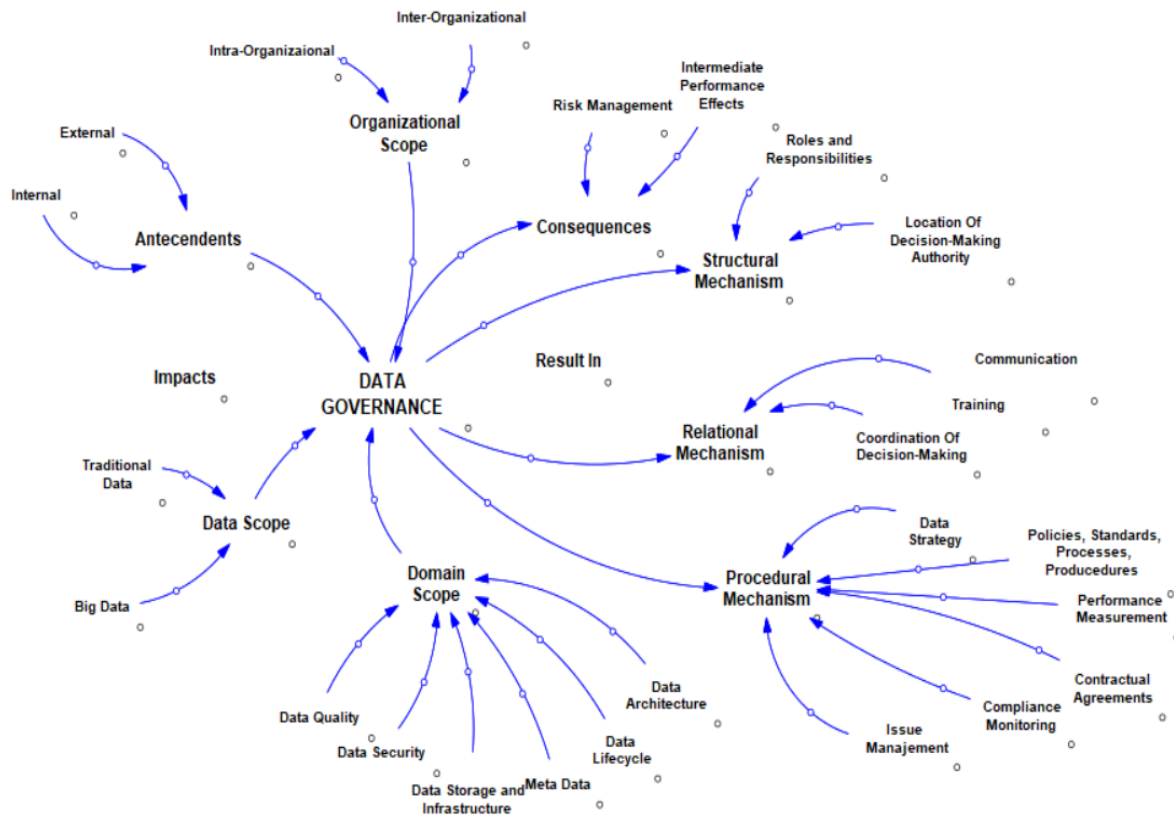 Inter-Organizational
Intra-Organizaional
Organizational
Scope
Intermediate
Performance
Effects
Risk Management
Roles and
Responsibilities
External
Internal
Antecendents
Consequences
Location Of
Decision-Making
Authority
Structural
Mechanism
Impacts
DATA
GOVERNANCE
Result In
Communication
Training
Relational
Mechanism
Coordination Of
Decision-Making
Traditional
Data
Data Scope
Big Data
Domain
Scope
Data
Strategy
Policies, Standards,
Processes,
Producedures
Procedural
Mechanism
Performance
Measurement
Contractual
Agreements
Compliance
Monitoring
Issue
Manajement
Data
Architecture
Data
Lifecycle
Data Quality
Data Security
Data Storage and
Infrastructure
Meta Data